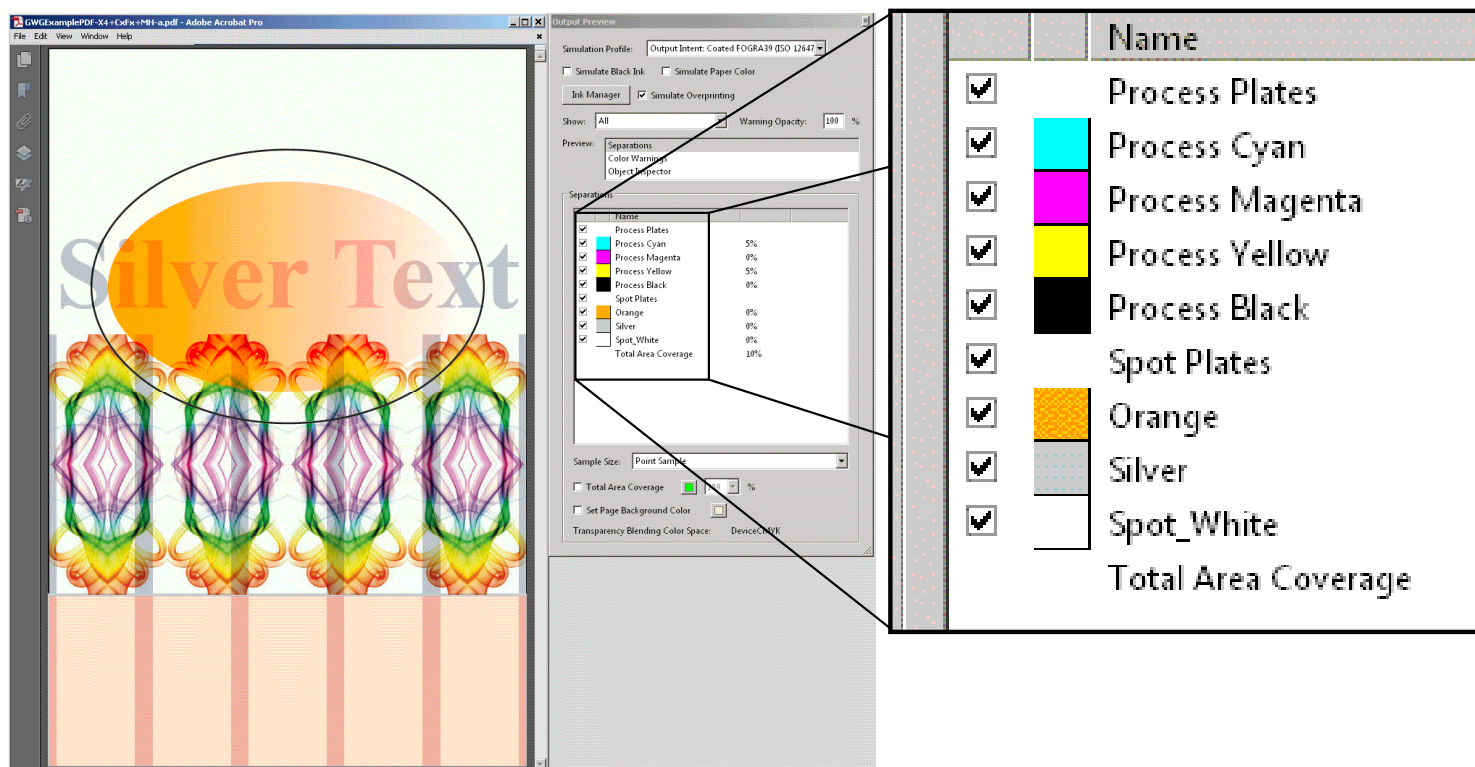 GWGExamplePDF-X4+CxFx+MH-a.pdf - Adobe Acrobat Pro
File Edit View Window Help
Silver Text
Output Preview
Simulation Profile: Output Intent: Coated FOGRA39 (ISO 12647
Simulate Black Ink Simulate Paper Color
Ink Manager Simulate Overprinting
Show: All Warning Opacity: 100 %
Preview: Separations
Color Warnings
Object Inspector
Separations
Name
Process Plates
Process Cyan 5%
Process Magenta 0%
Process Yellow 5%
Process Black 0%
Spot Plates
Orange 0%
Silver 0%
Spot_White 0%
Total Area Coverage 10%
Sample Size: Point Sample
Total Area Coverage %
Set Page Background Color
Transparency Blending Color Space: DeviceCMYK
Name
Process Plates
Process Cyan
Process Magenta
Process Yellow
Process Black
Spot Plates
Orange
Silver
Spot_White
Total Area Coverage